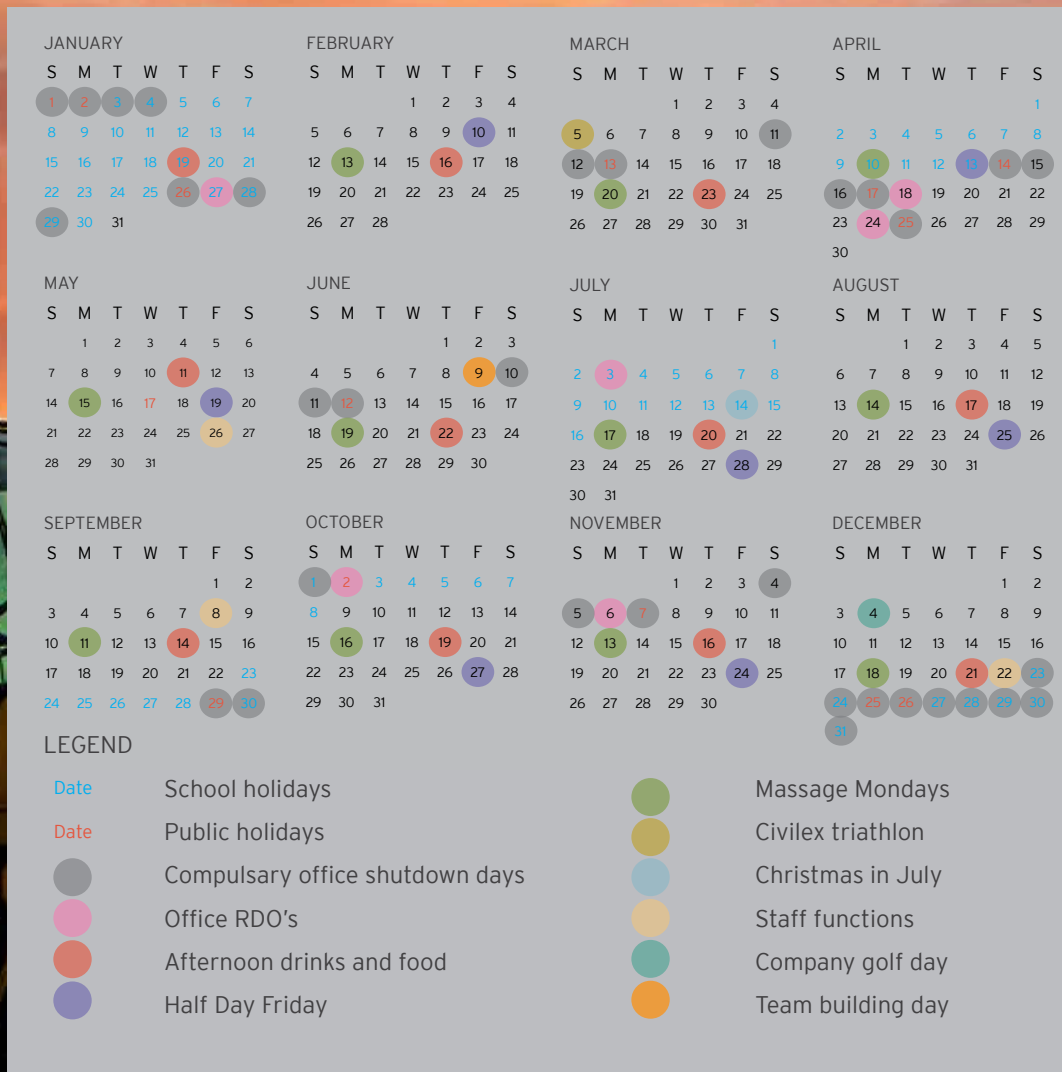 JANUARY
S M T W T F S
1 2 3 4 5 6 7
8 9 10 11 12 13 14
15 16 17 18 19 20 21
22 23 24 25 26 27 28
29 30 31
FEBRUARY
S M T W T F S
1 2 3 4
5 6 7 8 9 10 11
12 13 14 15 16 17 18
19 20 21 22 23 24 25
26 27 28
MARCH
S M T W T F S
1 2 3 4
5 6 7 8 9 10 11
12 13 14 15 16 17 18
19 20 21 22 23 24 25
26 27 28 29 30 31
APRIL
S M T W T F S
1
2 3 4 5 6 7 8
9 10 11 12 13 14 15
16 17 18 19 20 21 22
23 24 25 26 27 28 29
30
MAY
S M T W T F S
1 2 3 4 5 6
7 8 9 10 11 12 13
14 15 16 17 18 19 20
21 22 23 24 25 26 27
28 29 30 31
JUNE
S M T W T F S
1 2 3
4 5 6 7 8 9 10
11 12 13 14 15 16 17
18 19 20 21 22 23 24
25 26 27 28 29 30
JULY
S M T W T F S
1
2 3 4 5 6 7 8
9 10 11 12 13 14 15
16 17 18 19 20 21 22
23 24 25 26 27 28 29
30 31
AUGUST
S M T W T F S
1 2 3 4 5
6 7 8 9 10 11 12
13 14 15 16 17 18 19
20 21 22 23 24 25 26
27 28 29 30 31
SEPTEMBER
S M T W T F S
1 2
3 4 5 6 7 8 9
10 11 12 13 14 15 16
17 18 19 20 21 22 23
24 25 26 27 28 29 30
OCTOBER
S M T W T F S
1 2 3 4 5 6 7
8 9 10 11 12 13 14
15 16 17 18 19 20 21
22 23 24 25 26 27 28
29 30 31
NOVEMBER
S M T W T F S
1 2 3 4
5 6 7 8 9 10 11
12 13 14 15 16 17 18
19 20 21 22 23 24 25
26 27 28 29 30
DECEMBER
S M T W T F S
1 2
3 4 5 6 7 8 9
10 11 12 13 14 15 16
17 18 19 20 21 22 23
24 25 26 27 28 29 30
31
LEGEND
Date School holidays
Date Public holidays
Compulsary office shutdown days
Office RDO's
Afternoon drinks and food
Half Day Friday
Massage Mondays
Civilex triathlon
Christmas in July
Staff functions
Company golf day
Team building day